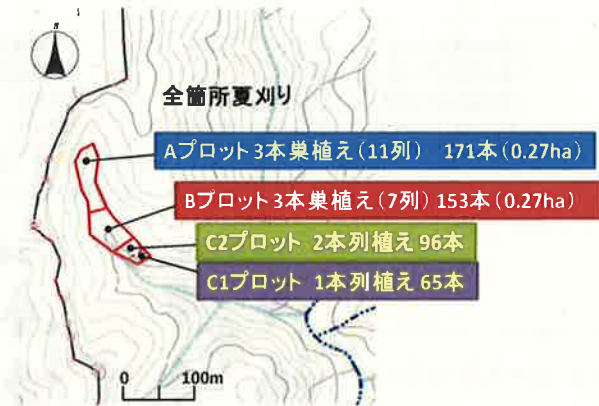 N
全箇所夏刈り
Aプロット 3本巣植え(11列) 171本(0.27ha)
Bプロット 3本巣植え(7列) 153本(0.27ha)
C2プロット 2本列植え 96本
C1プロット 1本列植え 65本
0 100m